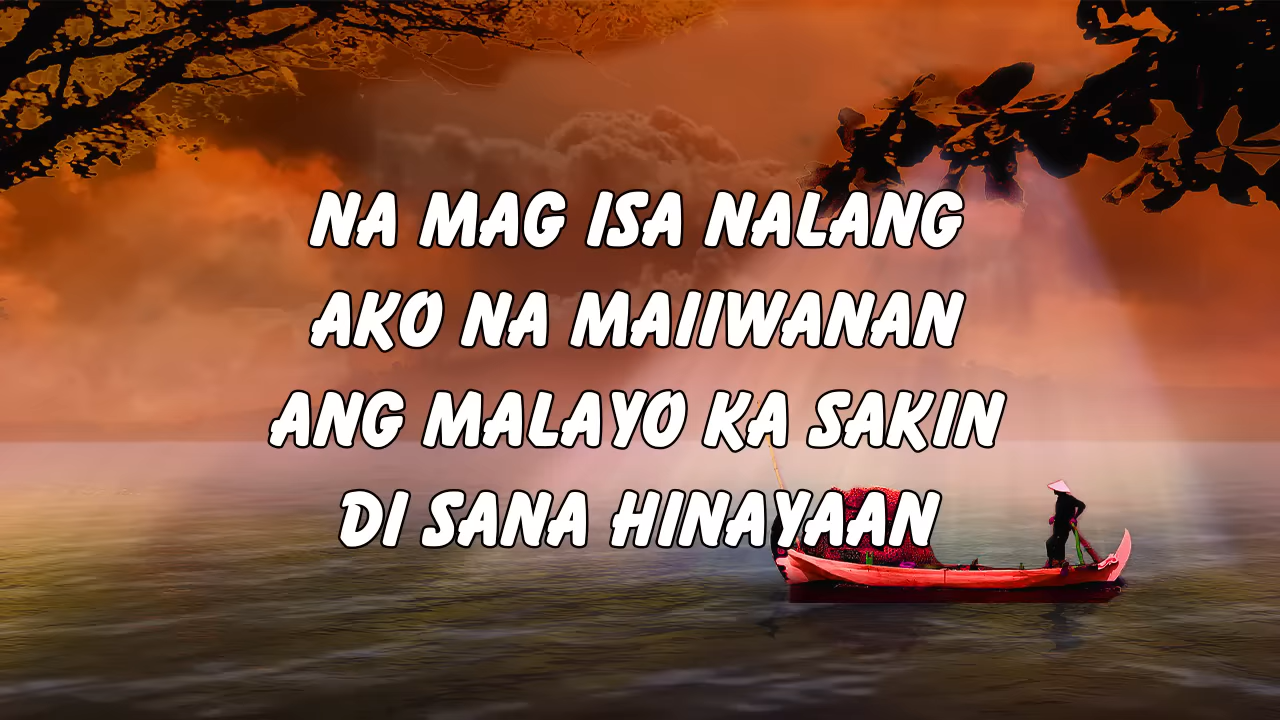 NA MAG ISA NALANG
AKO NA MAIIWANAN
ANG MALAYO KA SAKIN
DI SANA HINAYAAN